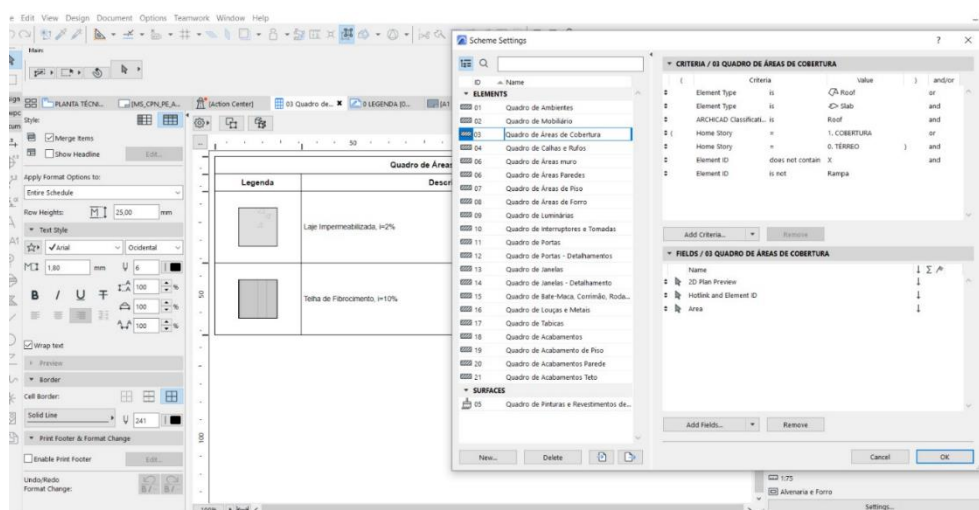 Edit View Design Document Options Teamwork Window Help
Main:
PLANTA TÉCNI...
IMS_CPN_PE_A...
[Action Center]
03 Quadro de...
0 LEGENDA [0...
Style:
Merge Items
Show Headline
Edit...
Apply Format Options to:
Entire Schedule
Row Heights:
25,00 mm
Text Style
Arial
Ocidental
1,80 mm
6
100 %
100 %
100 %
B I U T
Wrap text
Preview
Border
Cell Border:
Solid Line
241
Print Footer & Format Change
Enable Print Footer
Edit...
Undo/Redo
Format Change:
50
Quadro de Áreas
Legenda
Descri
Laje Impermeabilizada, i=2%
50
Telha de Fibrocimento, i=10%
100
100%
Scheme Settings
? ×
ID Name
ELEMENTS
01 Quadro de Ambientes
02 Quadro de Mobiliário
03 Quadro de Áreas de Cobertura
04 Quadro de Calhas e Rufos
06 Quadro de Áreas muro
06 Quadro de Áreas Paredes
07 Quadro de Áreas de Piso
08 Quadro de Áreas de Forro
09 Quadro de Luminárias
10 Quadro de interruptores e Tomadas
11 Quadro de Portas
12 Quadro de Portas - Detalhamentos
13 Quadro de Janelas
14 Quadro de Janelas - Detalhamento
15 Quadro de Bate-Maca, Corrimão, Roda...
16 Quadro de Louças e Metais
17 Quadro de Tabicas
18 Quadro de Acabamentos
19 Quadro de Acabamento de Piso
20 Quadro de Acabamentos Parede
21 Quadro de Acabamentos Teto
SURFACES
05 Quadro de Pinturas e Revestimentos de...
New...
Delete
CRITERIA / 03 QUADRO DE ÁREAS DE COBERTURA
( Criteria Value ) and/or
Element Type is Roof or
Element Type is Slab and
ARCHICAD Classificati... is Roof and
( Home Story = 1. COBERTURA or
Home Story = 0. TÉRREO ) and
Element ID does not contain X and
Element ID is not Rampa
Add Criteria...
Remove
FIELDS / 03 QUADRO DE ÁREAS DE COBERTURA
Name
2D Plan Preview
Hotlink and Element ID
Area
Add Fields...
Remove
Cancel
OK
1:75
Alvenaria e Forro
Settings...